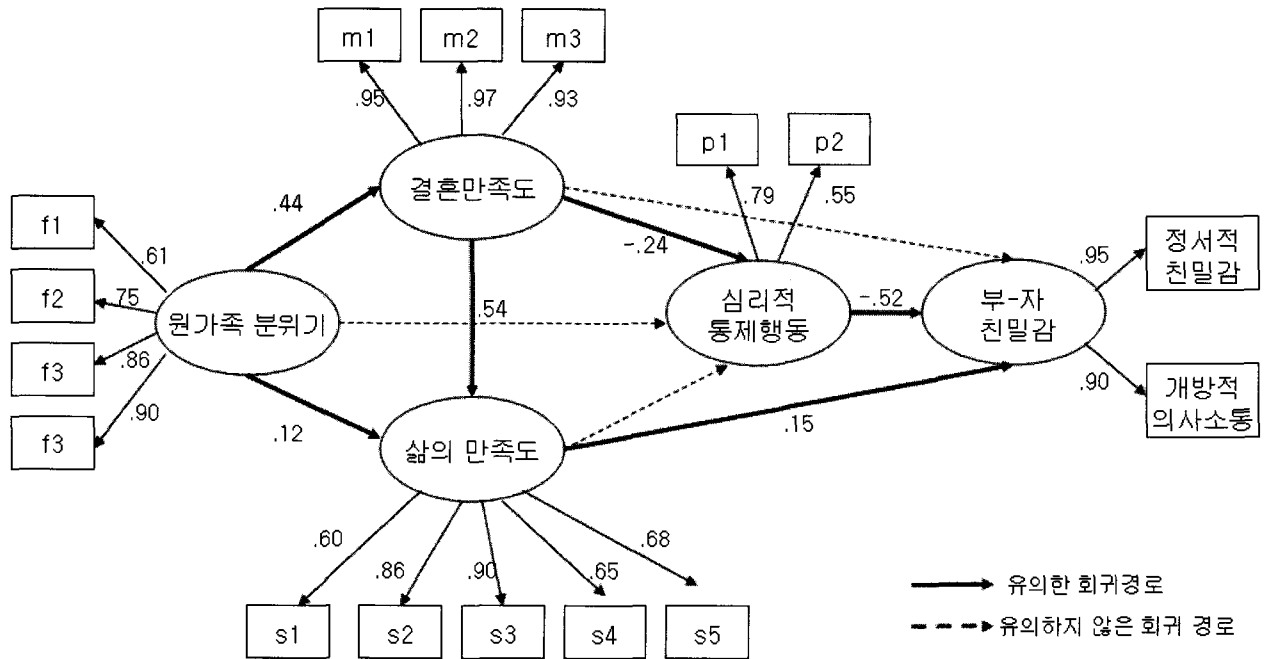 m1
m2
m3
.95
.97
.93
p1
p2
결혼만족도
.79
.55
.44
-.24
f1
.61
정서적
친밀감
.95
f2
.75
원가족 분위기
.54
심리적
통제행동
-.52
부-자
친밀감
f3
.86
f3
.90
.12
.15
.90
개방적
의사소통
삶의 만족도
.60
.86
.90
.65
.68
s1
s2
s3
s4
s5
유의한 회귀경로
유의하지 않은 회귀 경로